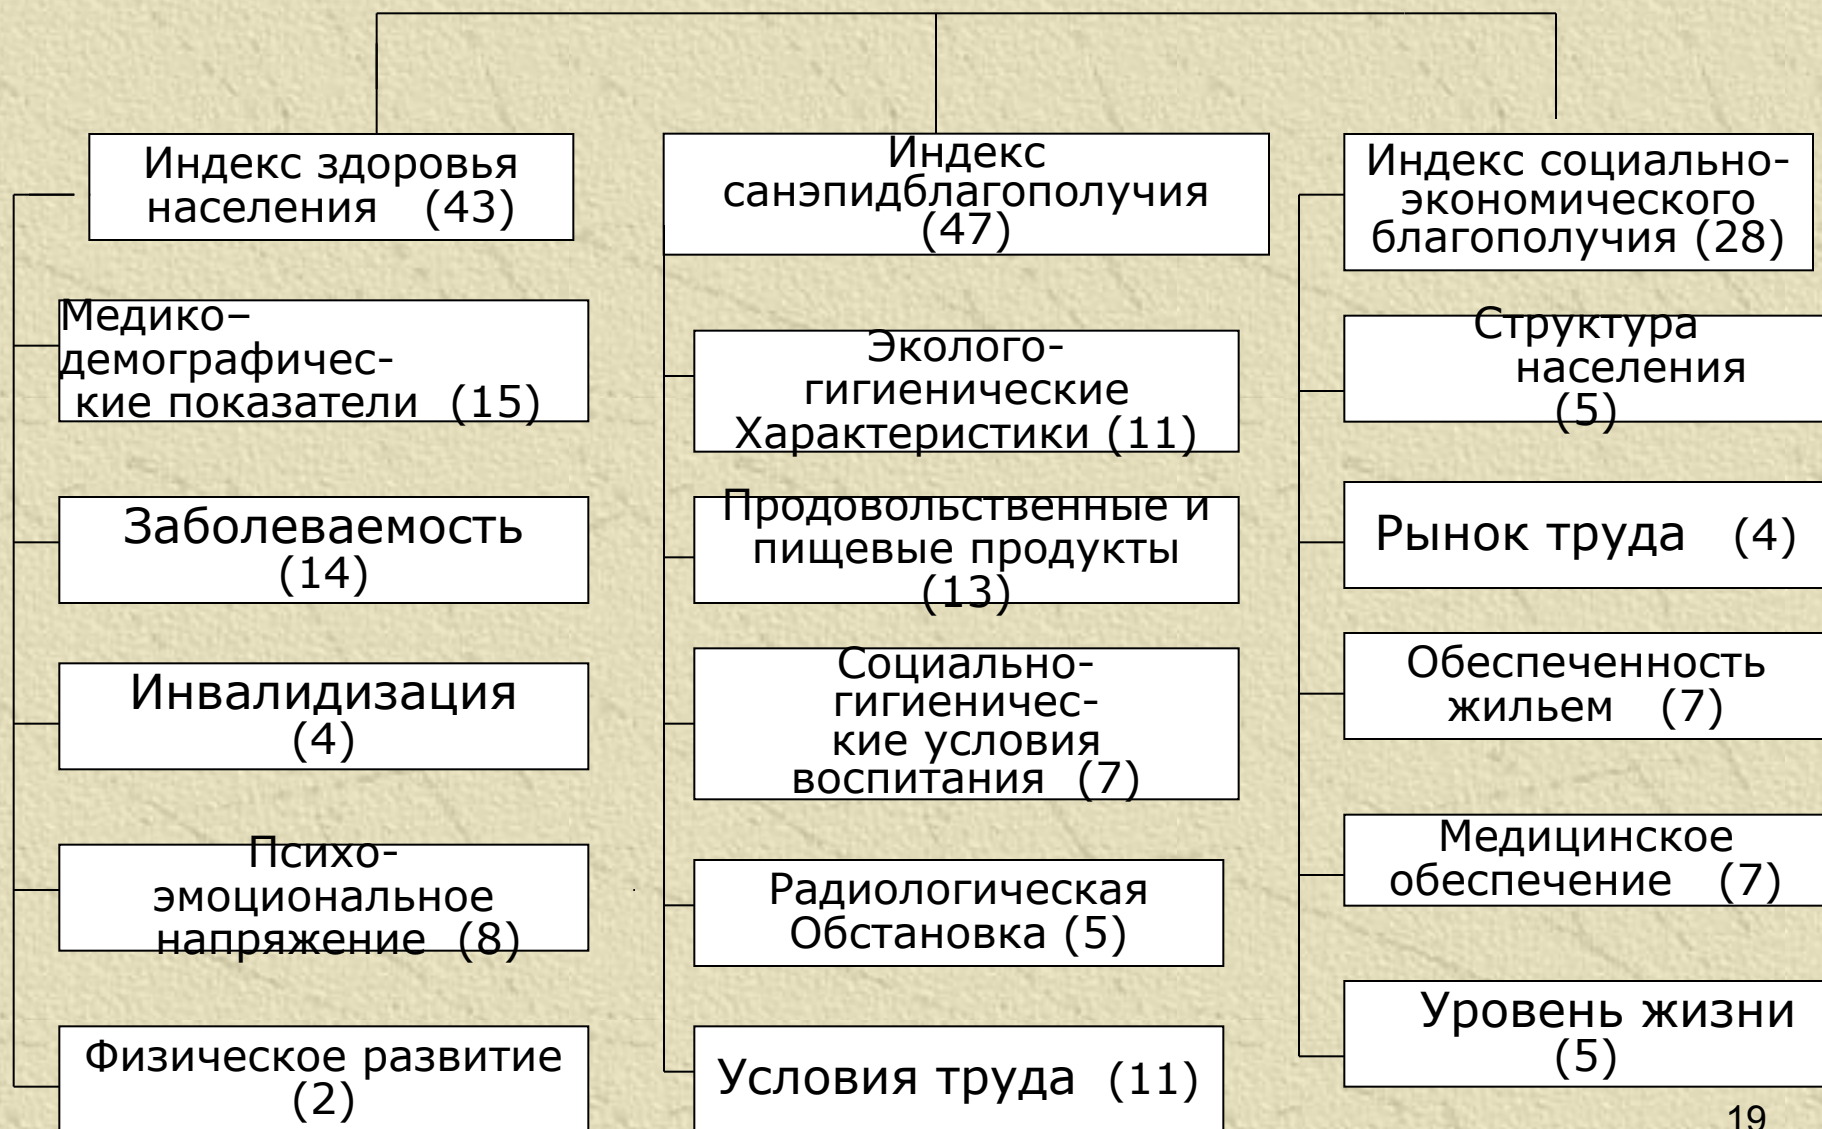 Индекс здоровья
населения (43)
Медико–
демографичес-
кие показатели (15)
Заболеваемость
(14)
Инвалидизация
(4)
Психо-
эмоциональное
напряжение (8)
Физическое развитие
(2)
Индекс
санэпидблагополучия
(47)
Эколого-
гигиенические
Характеристики (11)
Продовольственные и
пищевые продукты
(13)
Социально-
гигиеничес-
кие условия
воспитания (7)
Радиологическая
Обстановка (5)
Условия труда (11)
Индекс социально-
экономического
благополучия (28)
Структура
населения
(5)
Рынок труда (4)
Обеспеченность
жильем (7)
Медицинское
обеспечение (7)
Уровень жизни
(5)
19